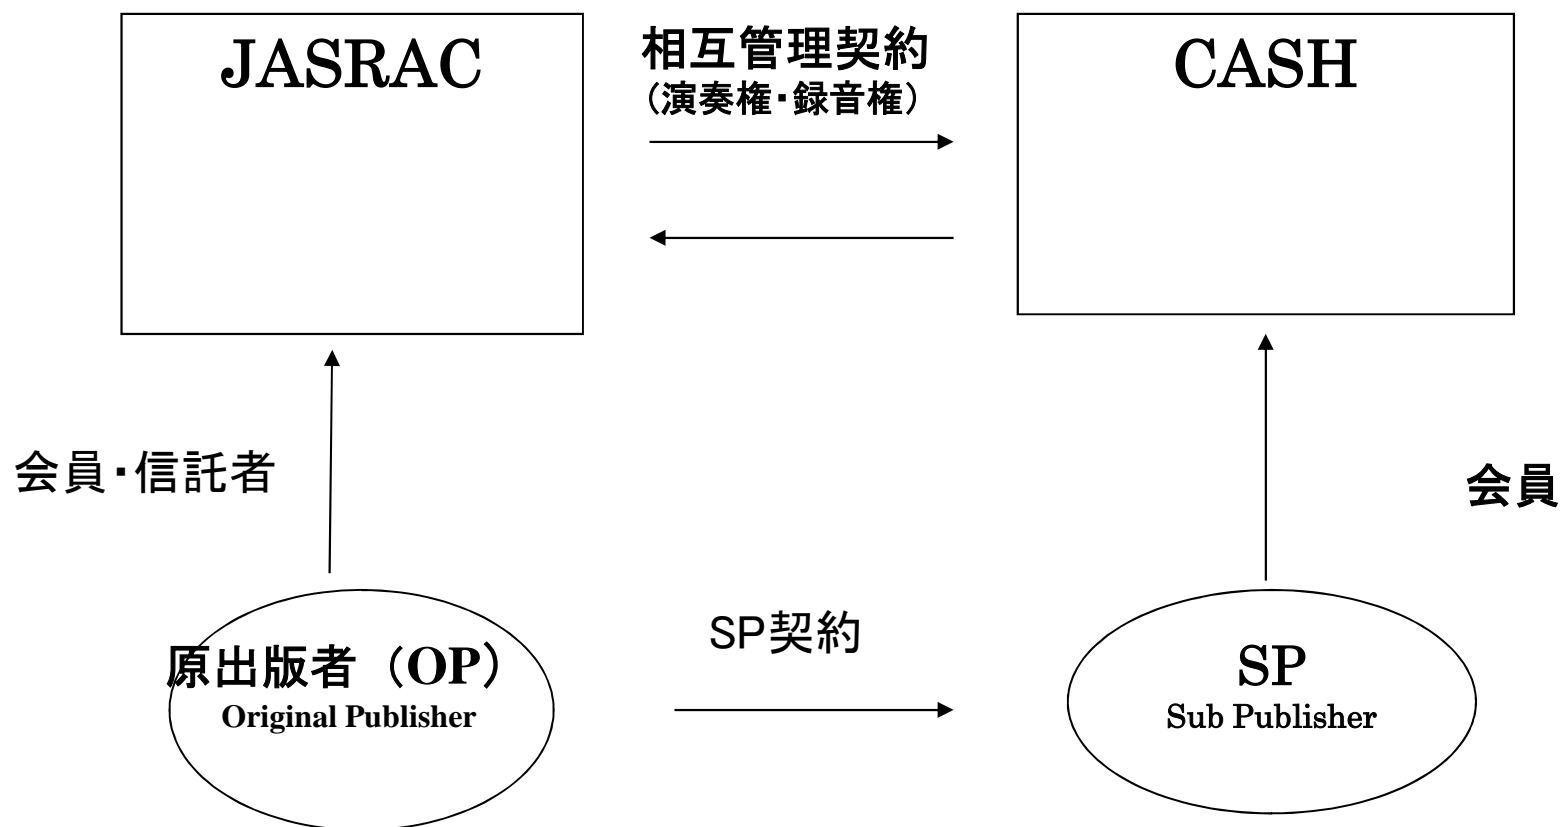 JASRAC
相互管理契約
（演奏権・録音権）
CASH
会員・信託者
会員
SP契約
原出版者（OP）
Original Publisher
SP
Sub Publisher